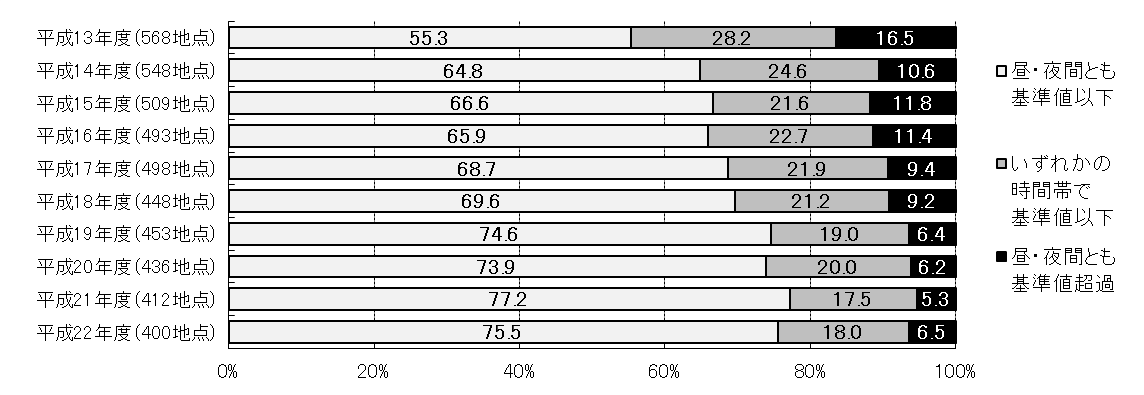 平成13年度(568地点) 55.3 28.2 16.5
平成14年度(548地点) 64.8 24.6 10.6
平成15年度(509地点) 66.6 21.6 11.8
平成16年度(493地点) 65.9 22.7 11.4
平成17年度(498地点) 68.7 21.9 9.4
平成18年度(448地点) 69.6 21.2 9.2
平成19年度(453地点) 74.6 19.0 6.4
平成20年度(436地点) 73.9 20.0 6.2
平成21年度(412地点) 77.2 17.5 5.3
平成22年度(400地点) 75.5 18.0 6.5
0% 20% 40% 60% 80% 100%
昼・夜間とも
基準値以下
いずれかの
時間帯で
基準値以下
昼・夜間とも
基準値超過